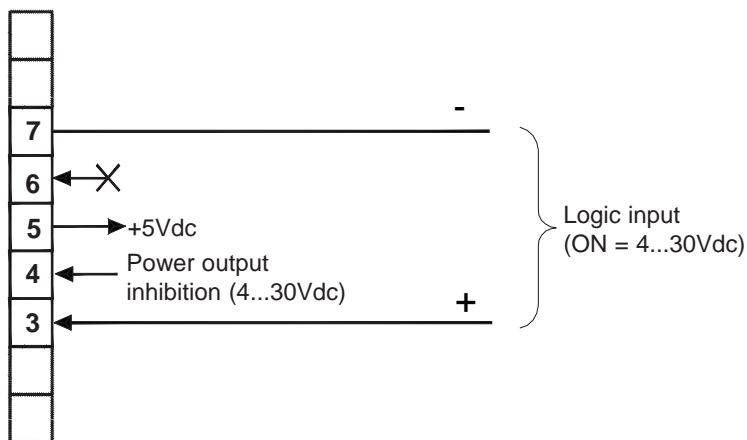 7
-
6
5
+5Vdc
4
Power output
inhibition (4...30Vdc)
3
+
Logic input
(ON = 4...30Vdc)